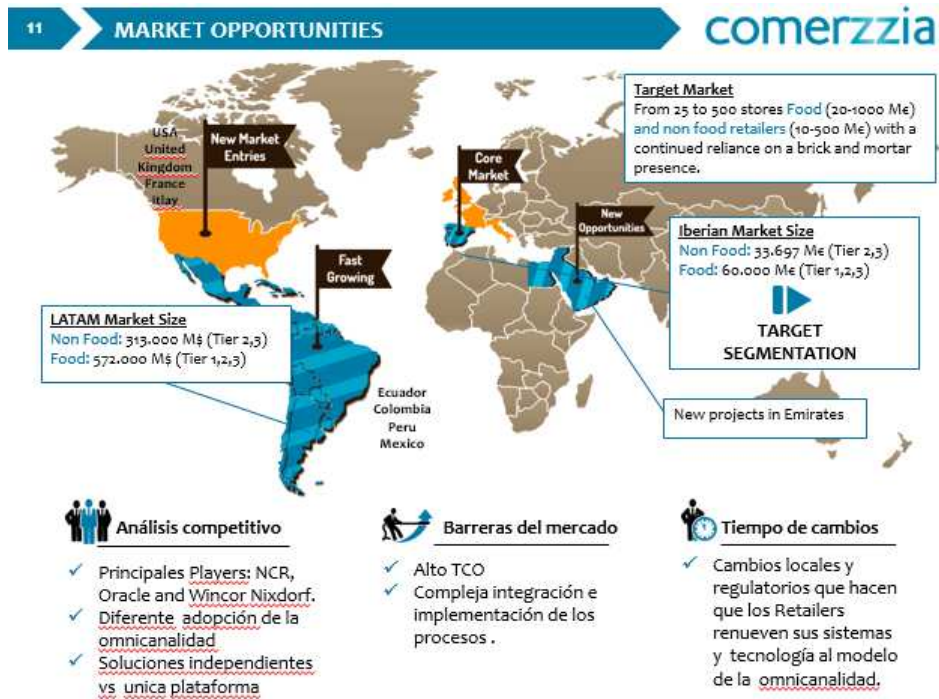 11
MARKET OPPORTUNITIES
comerzzia
Target Market
From 25 to 500 stores Food (20-1000 M€)
and non food retailers (10-500 M€) with a
continued reliance on a brick and mortar
presence.
USA
United
Kingdom
France
Itlay
New Market
Entries
Core
Market
New
Opportunities
Fast
Growing
Iberian Market Size
Non Food: 33.697 M€ (Tier 2,3)
Food: 60.000 M€ (Tier 1,2,3)
TARGET
SEGMENTATION
LATAM Market Size
Non Food: 313.000 M$ (Tier 2,3)
Food: 572.000 M$ (Tier 1,2,3)
Ecuador
Colombia
Peru
Mexico
New projects in Emirates
Análisis competitivo
✓ Principales Players: NCR,
Oracle and Wincor Nixdorf.
✓ Diferente adopción de la
omnicanalidad
✓ Soluciones independientes
vs unica plataforma
Barreras del mercado
✓ Alto TCO
✓ Compleja integración e
implementación de los
procesos .
Tiempo de cambios
✓ Cambios locales y
regulatorios que hacen
que los Retailers
renueven sus sistemas
y tecnología al modelo
de la omnicanalidad.